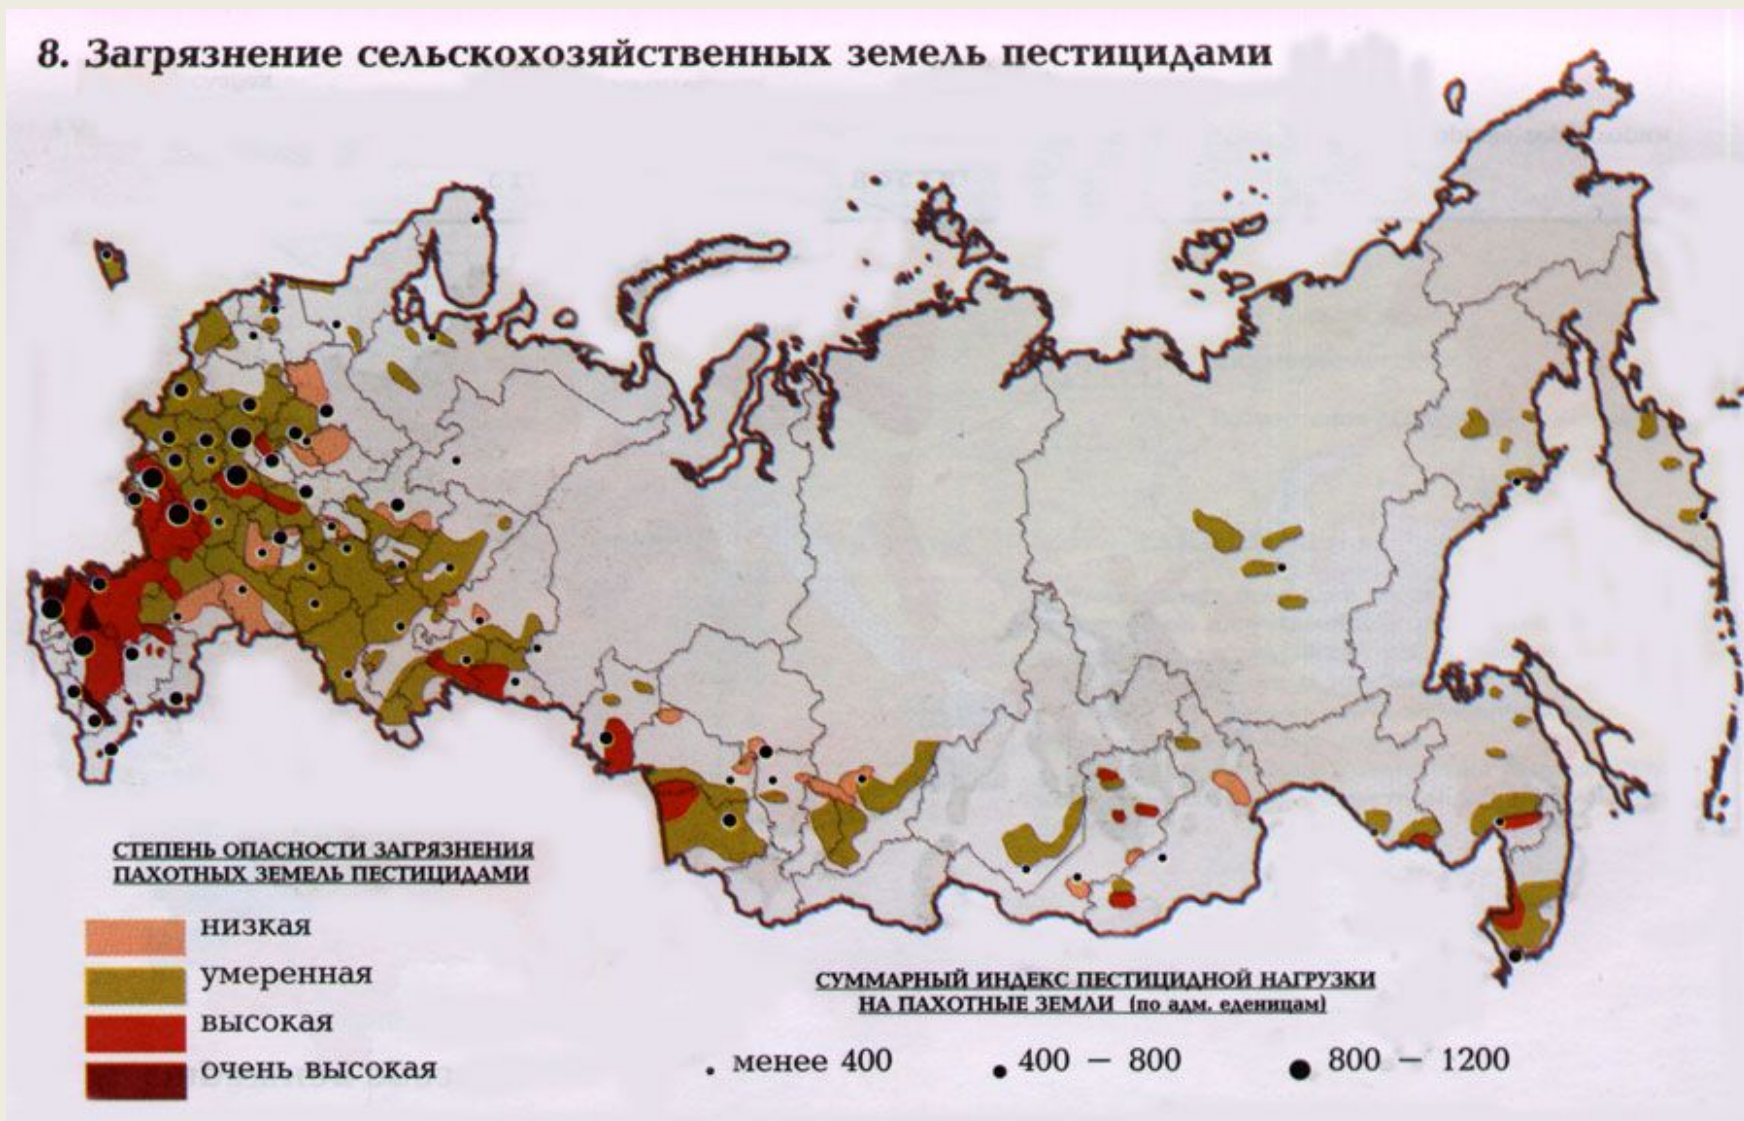 8. Загрязнение сельскохозяйственных земель пестицидами
СТЕПЕНЬ ОПАСНОСТИ ЗАГРЯЗНЕНИЯ
ПАХОТНЫХ ЗЕМЕЛЬ ПЕСТИЦИДАМИ
низкая
умеренная
высокая
очень высокая
СУММАРНЫЙ ИНДЕКС ПЕСТИЦИДНОЙ НАГРУЗКИ
НА ПАХОТНЫЕ ЗЕМЛИ (по адм. еденицам)
менее 400
400 — 800
800 — 1200